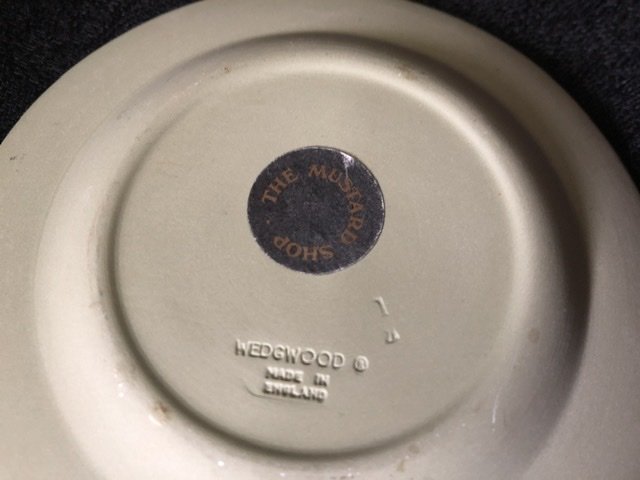 THE MUSTARD SHOP
WEDGWOOD ®
MADE IN
ENGLAND